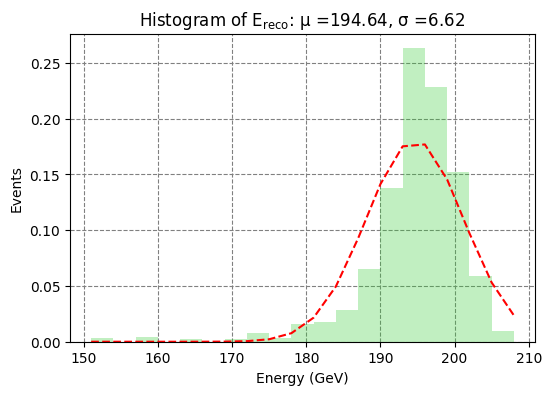 Histogram of E_reco: μ =194.64, σ =6.62
Events
0.25
0.20
0.15
0.10
0.05
0.00
150 160 170 180 190 200 210
Energy (GeV)